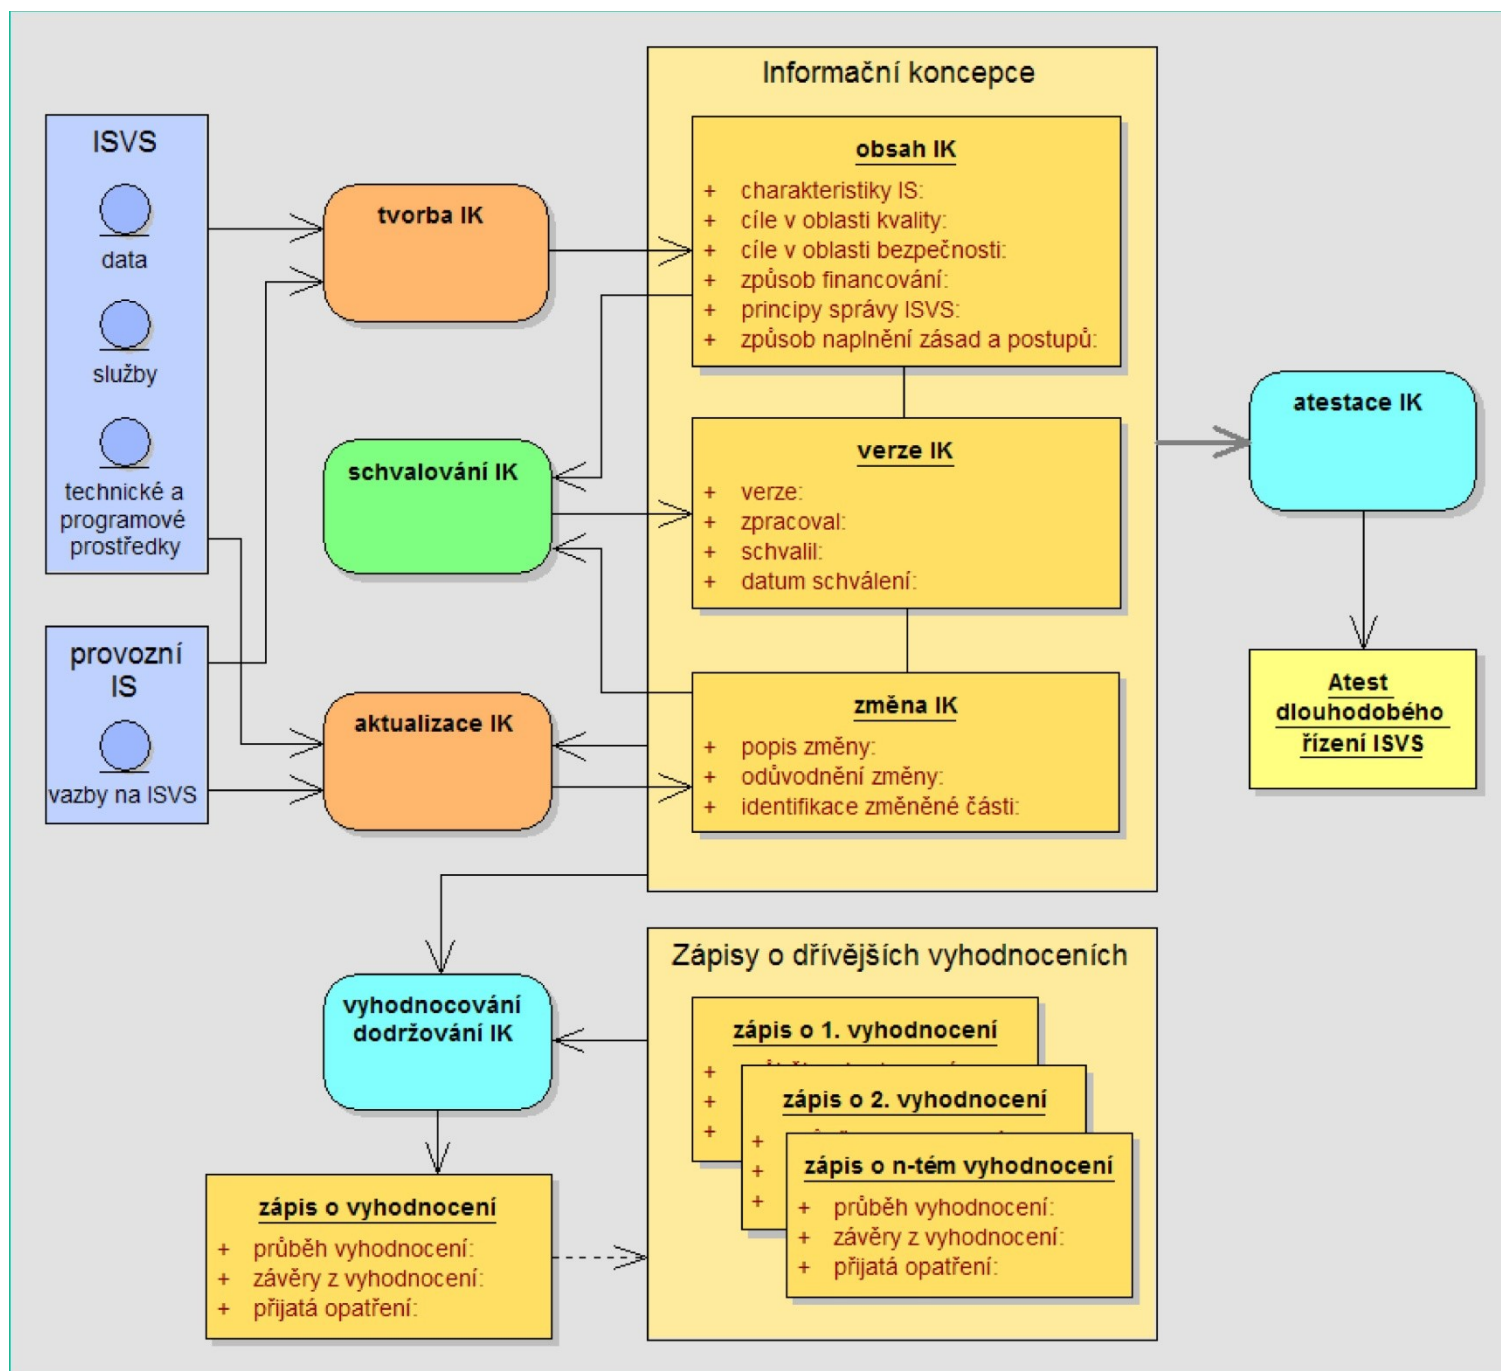 Informační koncepce
ISVS
data
služby
technické a
programové
prostředky
provozní
IS
vazby na ISVS
tvorba IK
schvalování IK
aktualizace IK
obsah IK
+ charakteristiky IS:
+ cíle v oblasti kvality:
+ cíle v oblasti bezpečnosti:
+ způsob financování:
+ principy správy ISVS:
+ způsob naplnění zásad a postupů:
verze IK
+ verze:
+ zpracoval:
+ schvalil:
+ datum schválení:
změna IK
+ popis změny:
+ odůvodnění změny:
+ identifikace změněné části:
atestace IK
Atest
dlouhodobého
řízení ISVS
vyhodnocování
dodržování IK
zápis o vyhodnocení
+ průběh vyhodnocení:
+ závěry z vyhodnocení:
+ přijatá opatření:
Zápisy o dřívějších vyhodnoceních
zápis o 1. vyhodnocení
+
+
+
zápis o 2. vyhodnocení
+
+
+
zápis o n-tém vyhodnocení
+ průběh vyhodnocení:
+ závěry z vyhodnocení:
+ přijatá opatření: